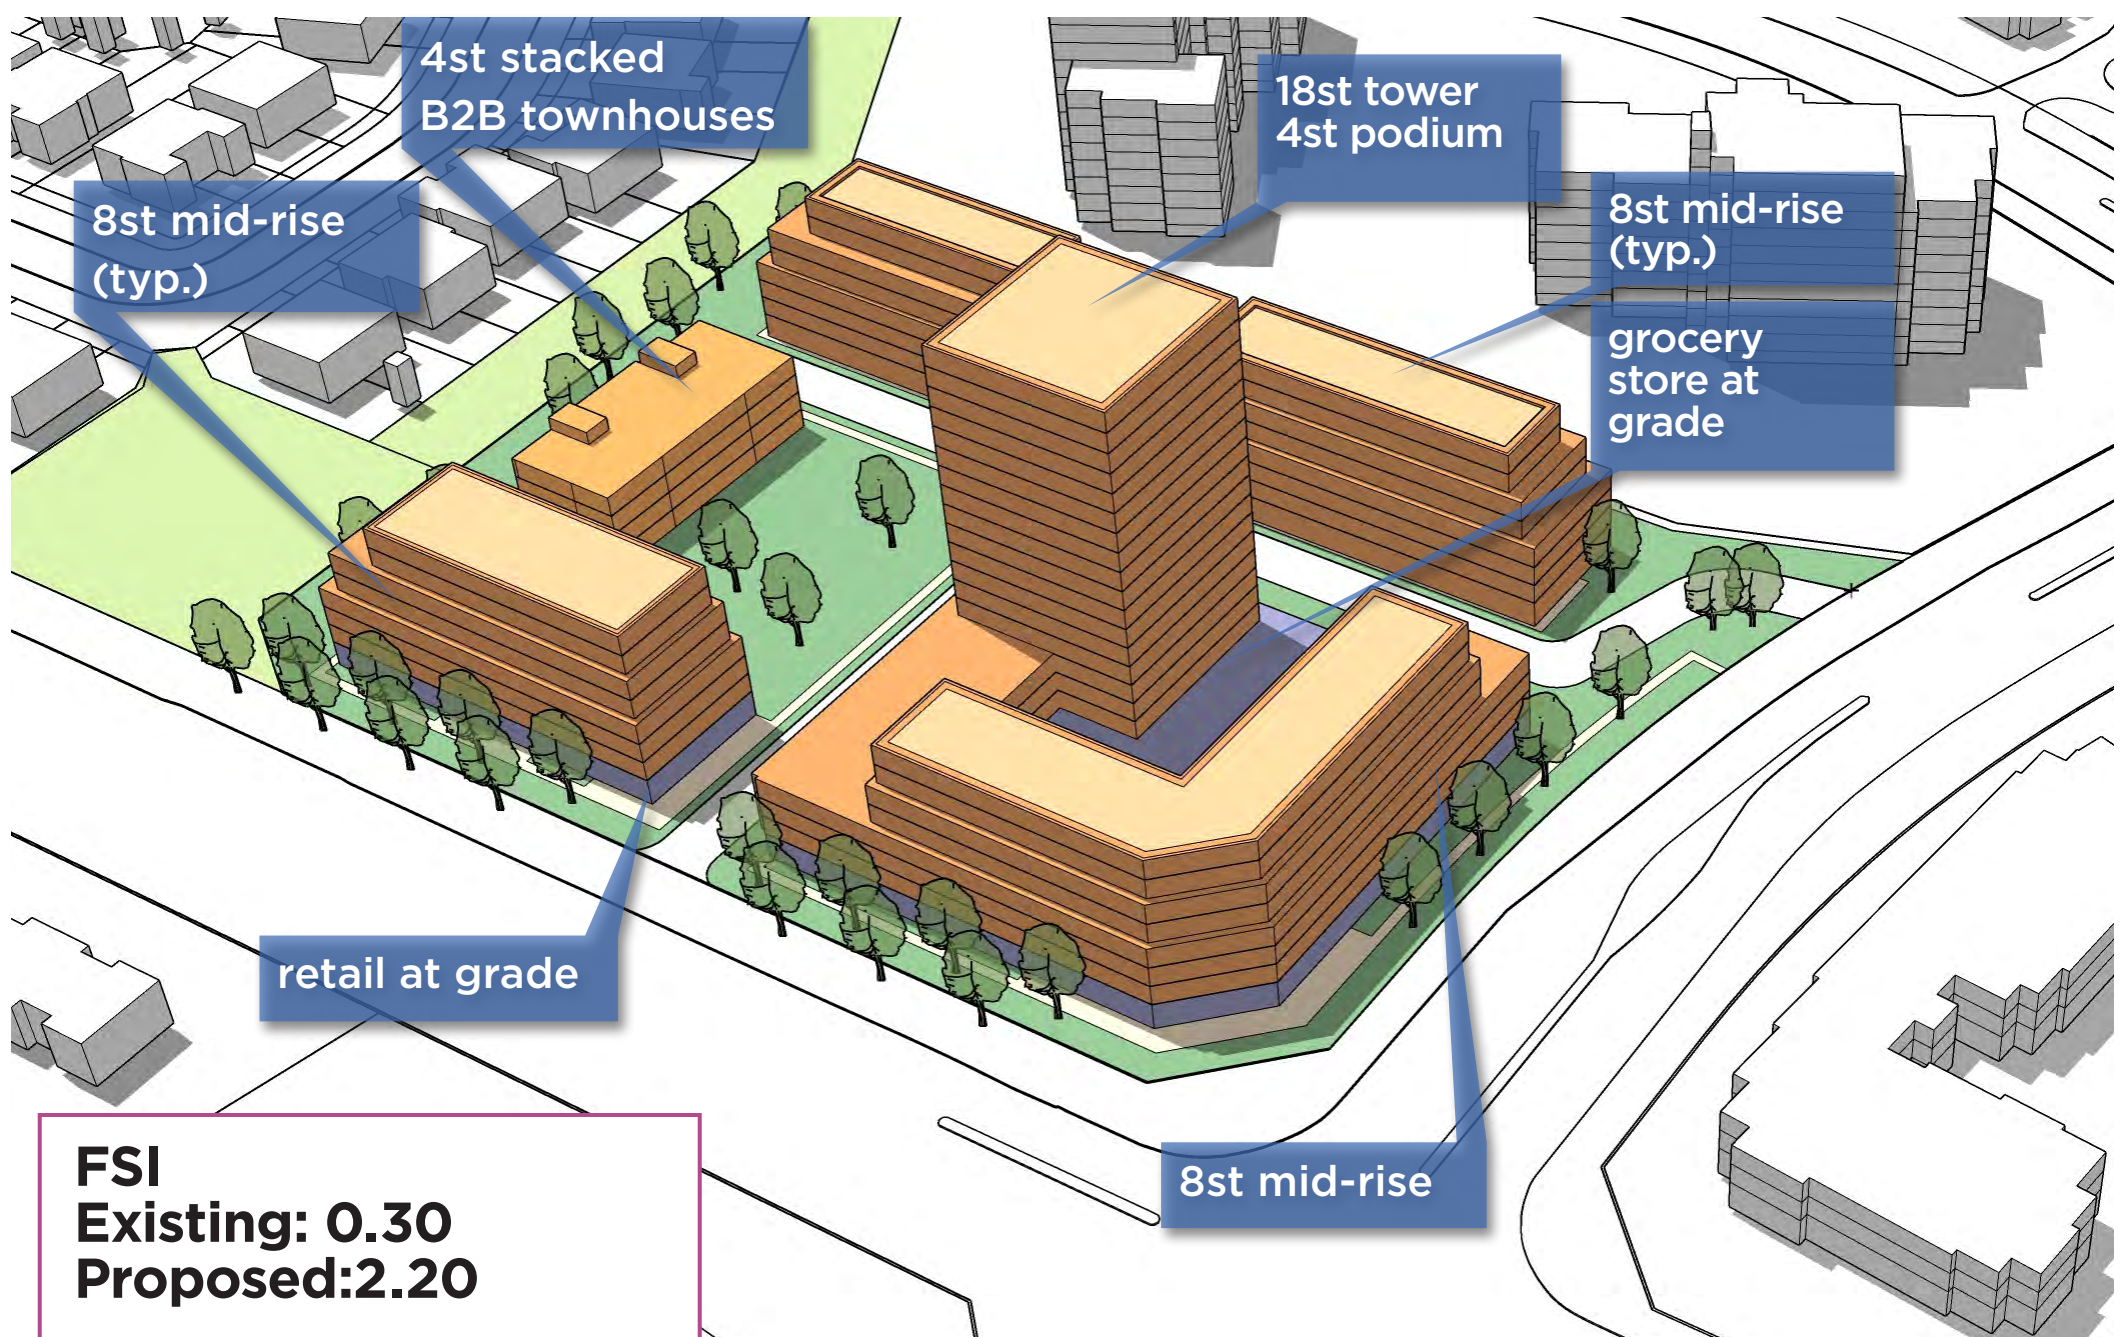 4st stacked
B2B townhouses
18st tower
4st podium
8st mid-rise
(typ.)
8st mid-rise
(typ.)
grocery
store at
grade
retail at grade
8st mid-rise
FSI
Existing: 0.30
Proposed:2.20